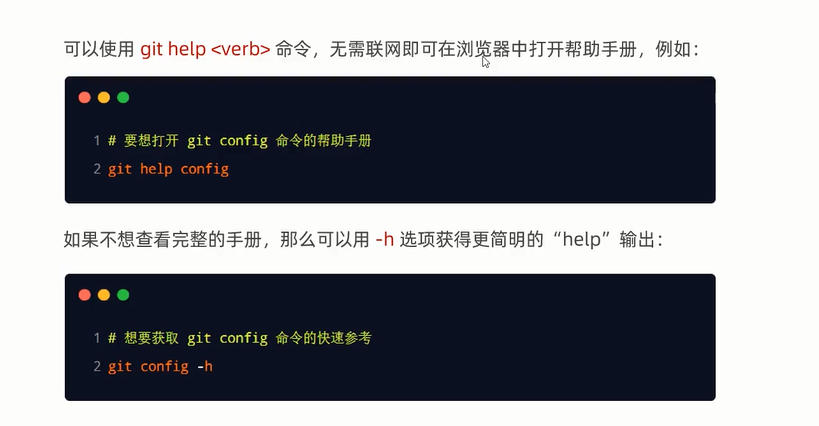 可以使用 git help <verb> 命令，无需联网即可在浏览器中打开帮助手册，例如：
1 # 要想打开 git config 命令的帮助手册
2 git help config
如果不想查看完整的手册，那么可以用 -h 选项获得更简明的“help”输出：
1 # 想要获取 git config 命令的快速参考
2 git config -h